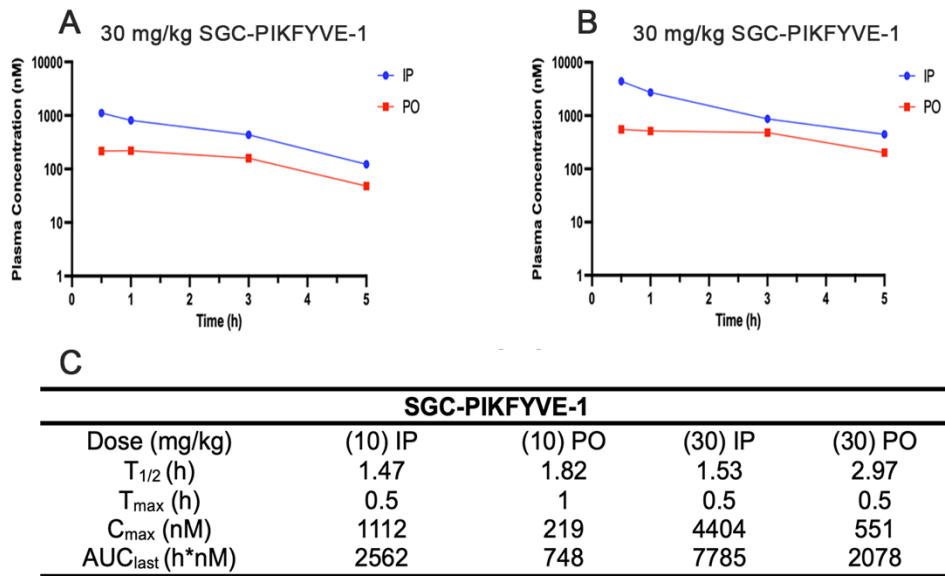 A
30 mg/kg SGC-PIKFYVE-1
Plasma Concentration (nM)
10000
1000
100
10
1
0
1
3
5
Time (h)
IP
PO
B
30 mg/kg SGC-PIKFYVE-1
Plasma Concentration (nM)
10000
1000
100
10
1
0
1
3
5
Time (h)
IP
PO
C
SGC-PIKFYVE-1
Dose (mg/kg) (10) IP (10) PO (30) IP (30) PO
T1/2 (h) 1.47 1.82 1.53 2.97
Tmax (h) 0.5 1 0.5 0.5
Cmax (nM) 1112 219 4404 551
AUClast (h*nM) 2562 748 7785 2078